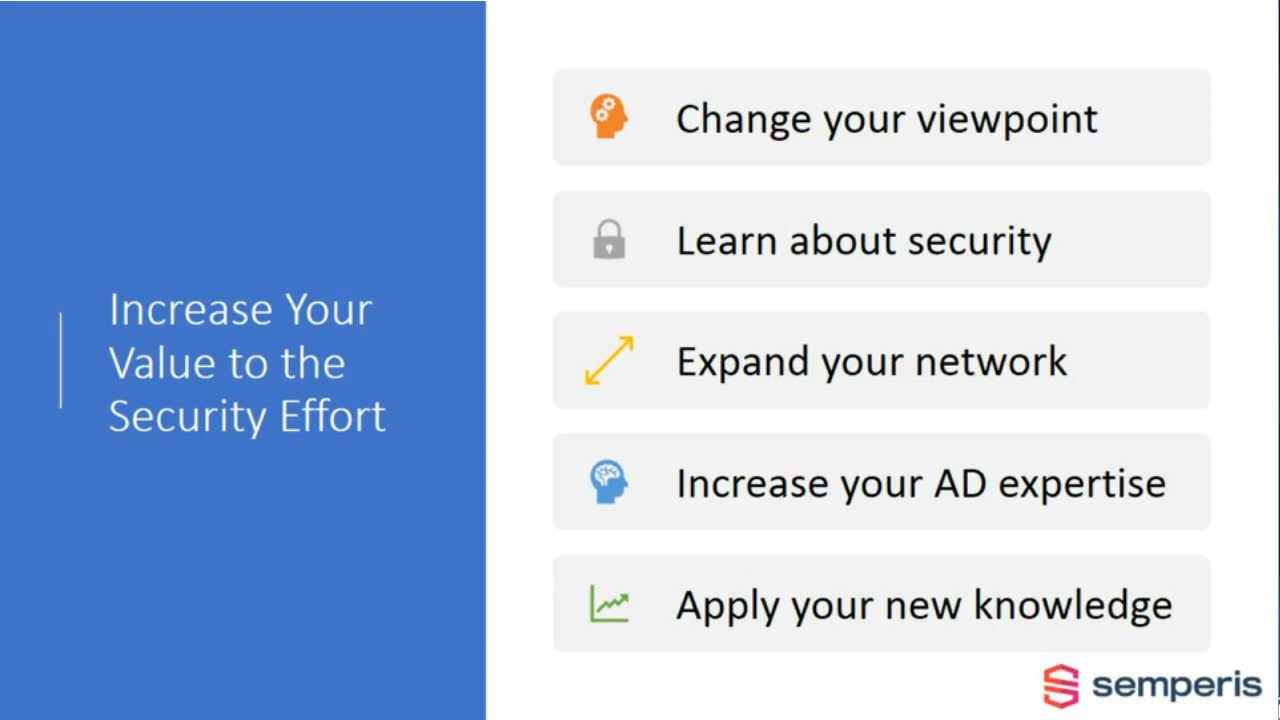 Increase Your
Value to the
Security Effort
Change your viewpoint
Learn about security
Expand your network
Increase your AD expertise
Apply your new knowledge
semperis